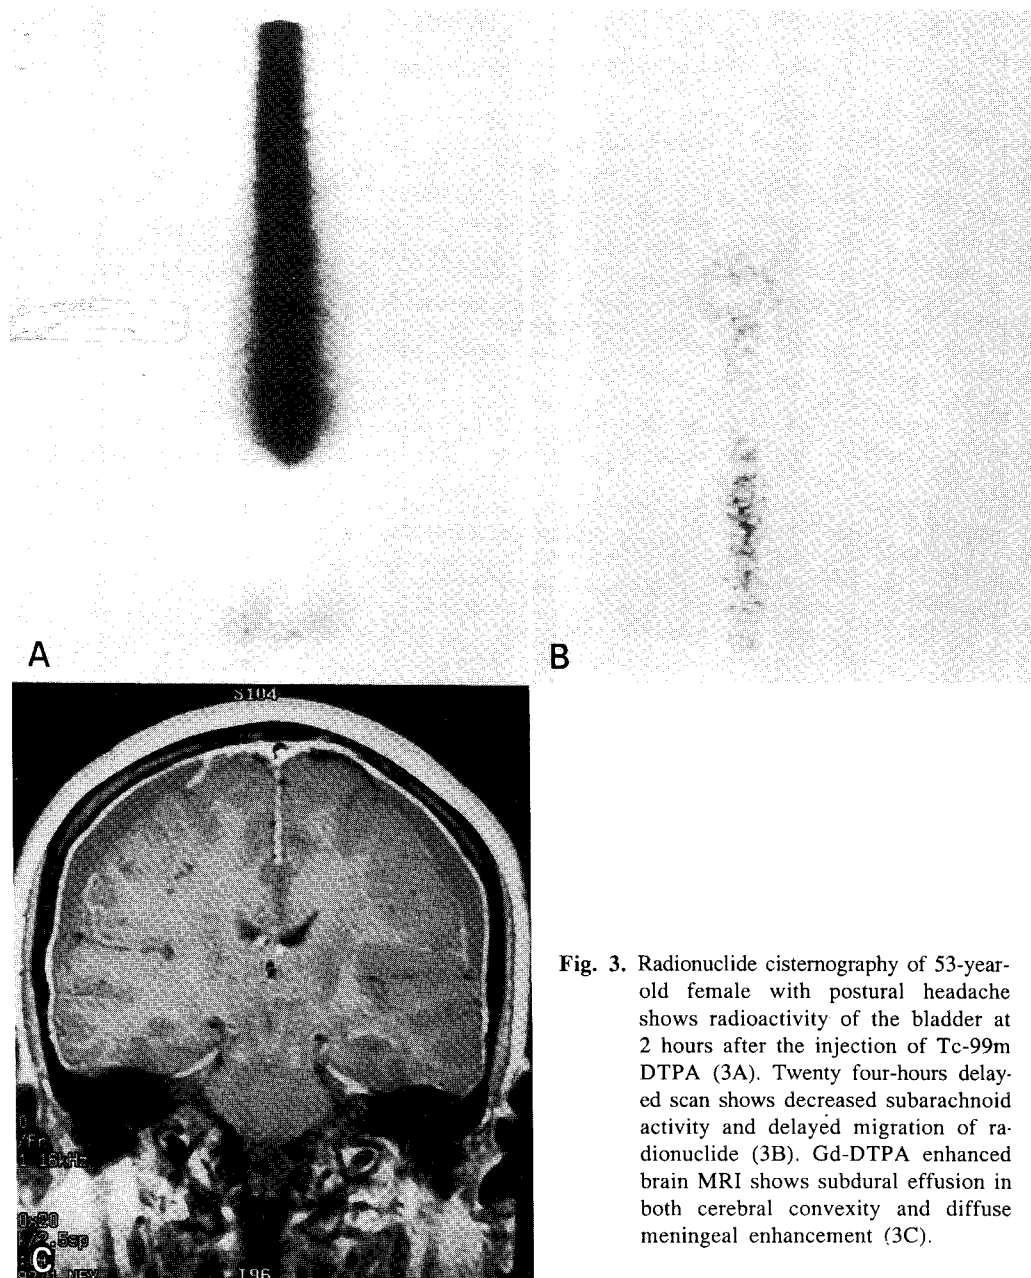 A
B
S104
C
I96
Fig. 3. Radionuclide cisternography of 53-year-
old female with postural headache
shows radioactivity of the bladder at
2 hours after the injection of Tc-99m
DTPA (3A). Twenty four-hours delay-
ed scan shows decreased subarachnoid
activity and delayed migration of ra-
dionuclide (3B). Gd-DTPA enhanced
brain MRI shows subdural effusion in
both cerebral convexity and diffuse
meningeal enhancement (3C).